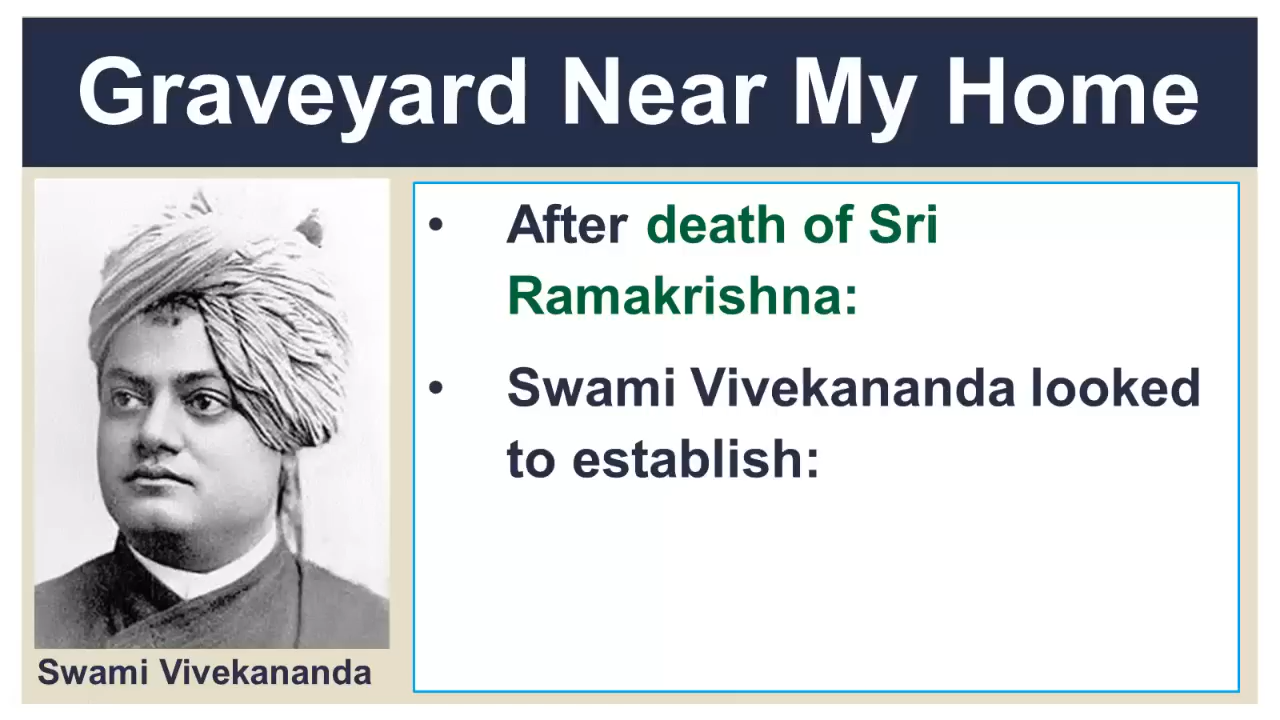 Graveyard Near My Home
• After death of Sri
Ramakrishna:
• Swami Vivekananda looked
to establish:
Swami Vivekananda